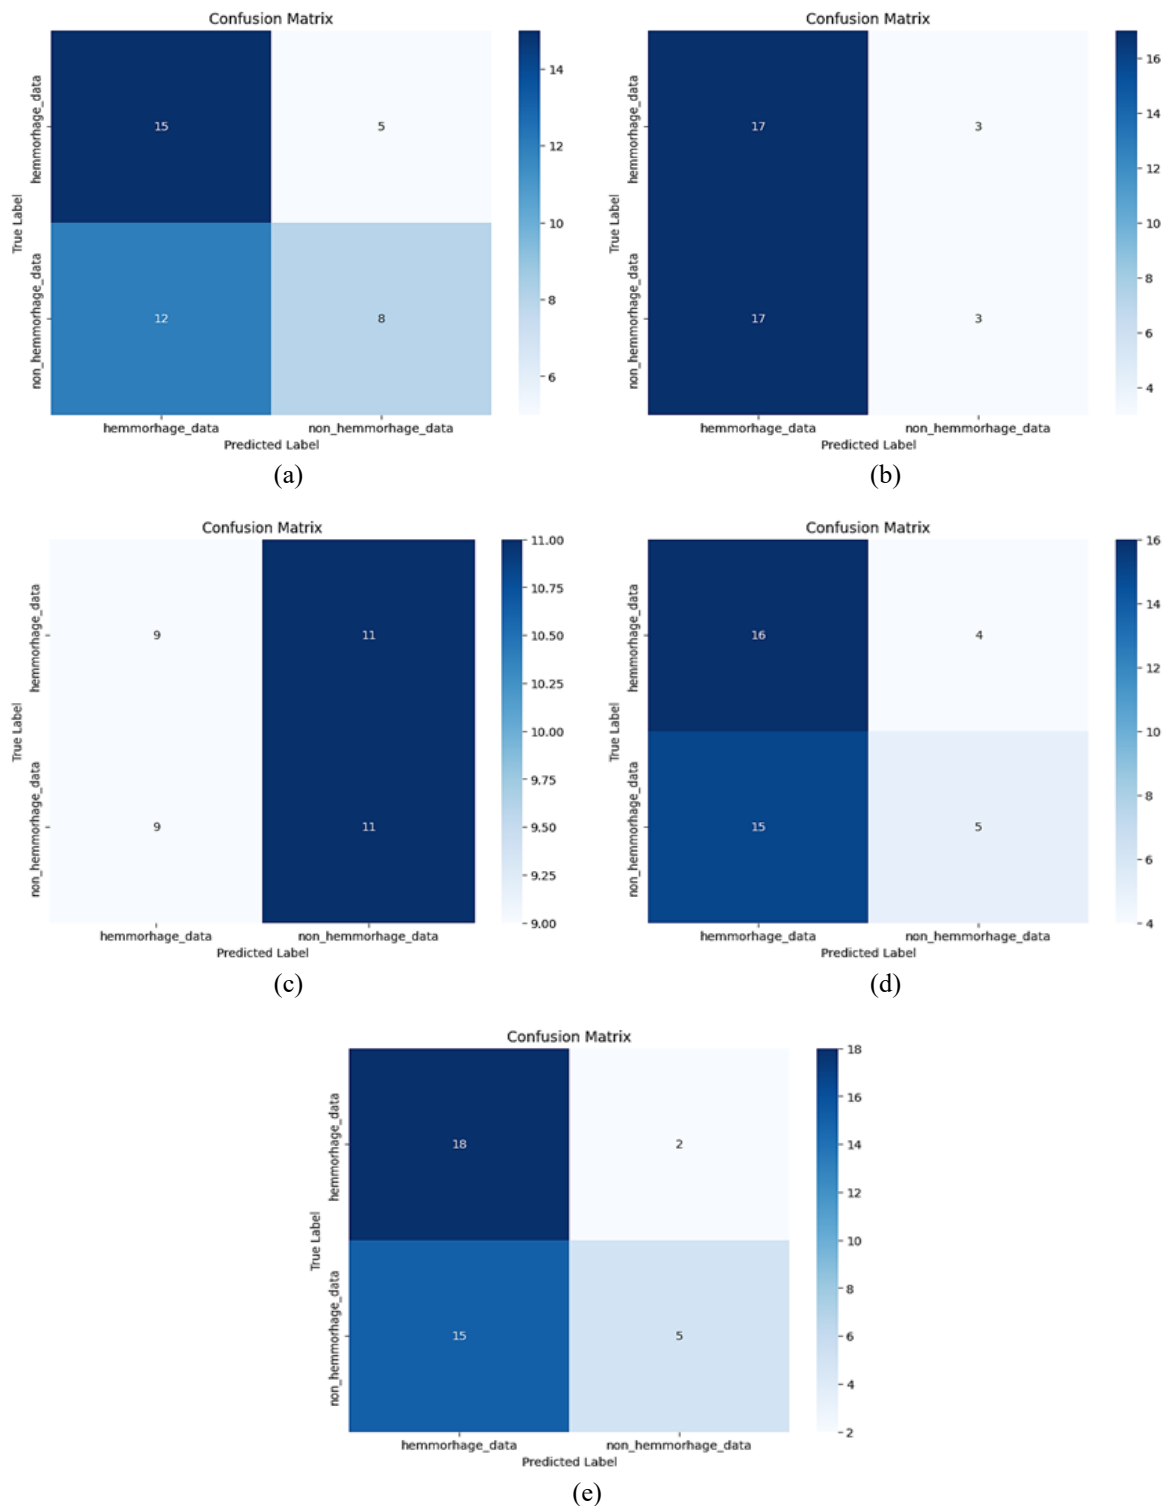 Confusion Matrix
hemmorhage_data
non_hemmorhage_data
True Label
15 5
12 8
14
12
10
8
6
hemmorhage_data non_hemmorhage_data
Predicted Label
(a)
Confusion Matrix
hemmorhage_data
non_hemmorhage_data
True Label
17 3
17 3
16
14
12
10
8
6
4
hemmorhage_data non_hemmorhage_data
Predicted Label
(b)
Confusion Matrix
hemmorhage_data
non_hemmorhage_data
True Label
9 11
9 11
11.00
10.75
10.50
10.25
10.00
9.75
9.50
9.25
9.00
hemmorhage_data non_hemmorhage_data
Predicted Label
(c)
Confusion Matrix
hemmorhage_data
non_hemmorhage_data
True Label
16 4
15 5
16
14
12
10
8
6
4
hemmorhage_data non_hemmorhage_data
Predicted Label
(d)
Confusion Matrix
hemmorhage_data
non_hemmorhage_data
True Label
18 2
15 5
18
16
14
12
10
8
6
4
2
hemmorhage_data non_hemmorhage_data
Predicted Label
(e)